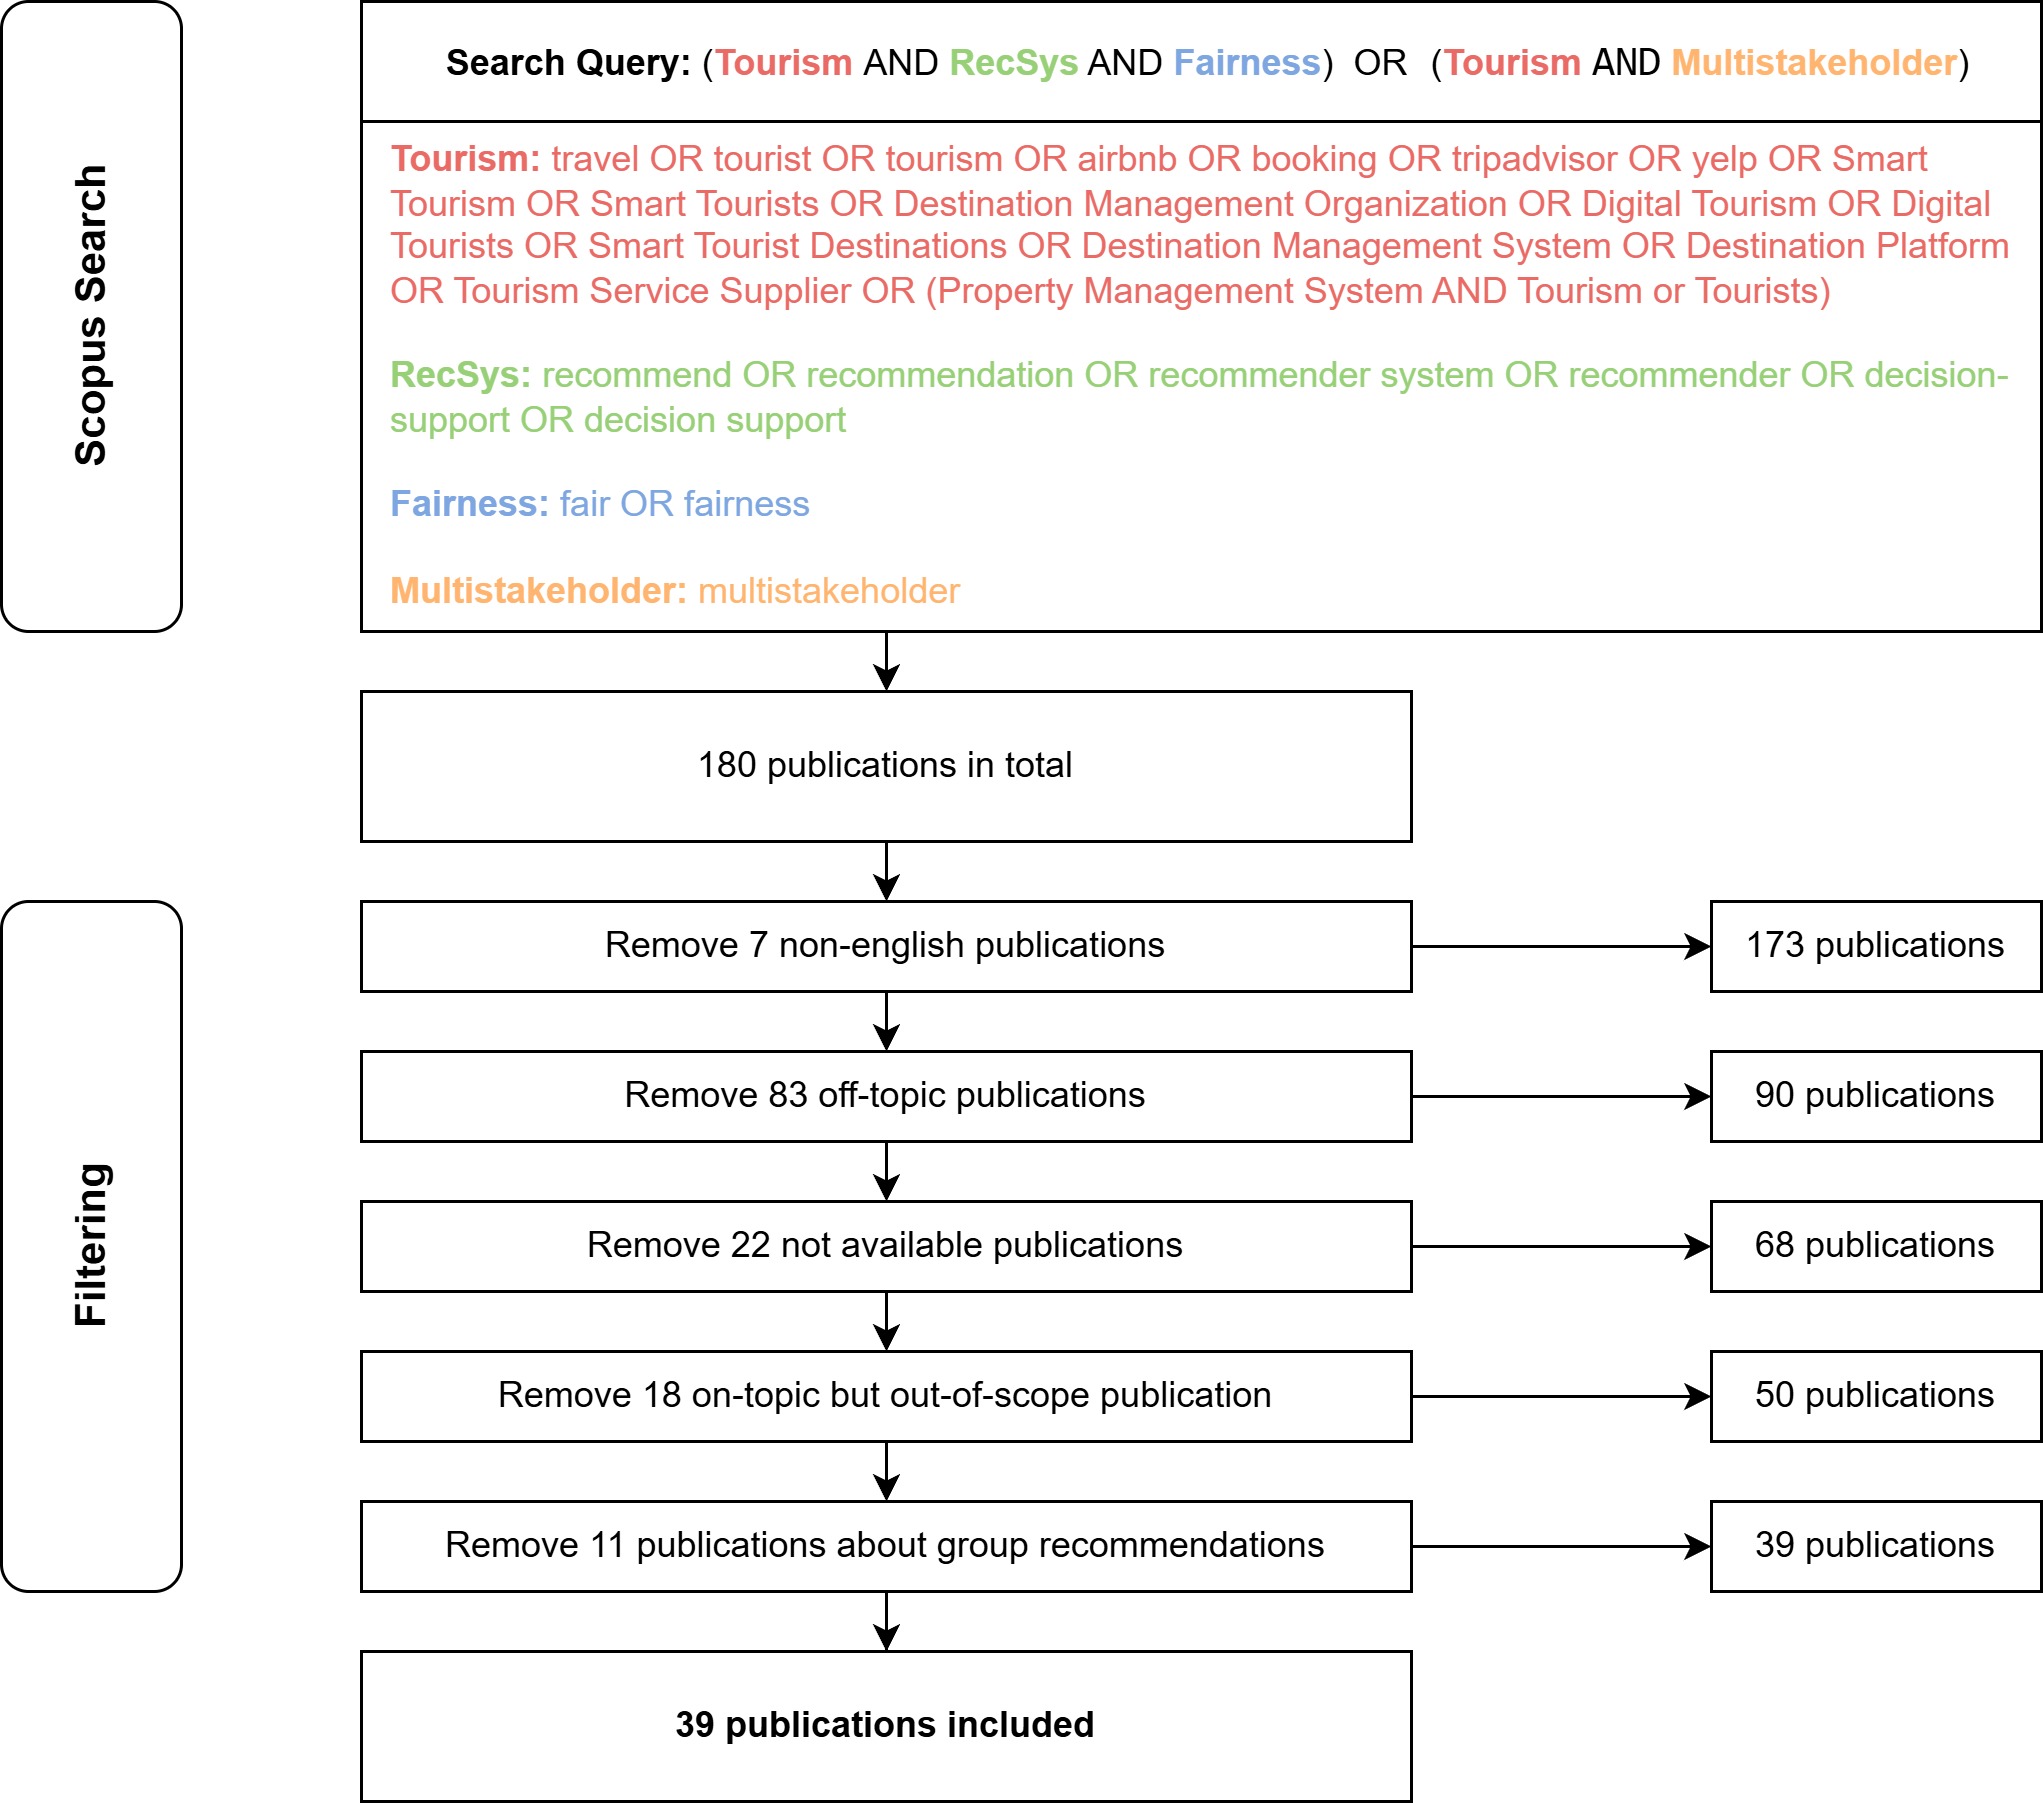 Scopus Search
Search Query: (Tourism AND RecSys AND Fairness) OR (Tourism AND Multistakeholder)
Tourism: travel OR tourist OR tourism OR airbnb OR booking OR tripadvisor OR yelp OR Smart
Tourism OR Smart Tourists OR Destination Management Organization OR Digital Tourism OR Digital
Tourists OR Smart Tourist Destinations OR Destination Management System OR Destination Platform
OR Tourism Service Supplier OR (Property Management System AND Tourism or Tourists)
RecSys: recommend OR recommendation OR recommender system OR recommender OR decision-
support OR decision support
Fairness: fair OR fairness
Multistakeholder: multistakeholder
180 publications in total
Filtering
Remove 7 non-english publications
173 publications
Remove 83 off-topic publications
90 publications
Remove 22 not available publications
68 publications
Remove 18 on-topic but out-of-scope publication
50 publications
Remove 11 publications about group recommendations
39 publications
39 publications included